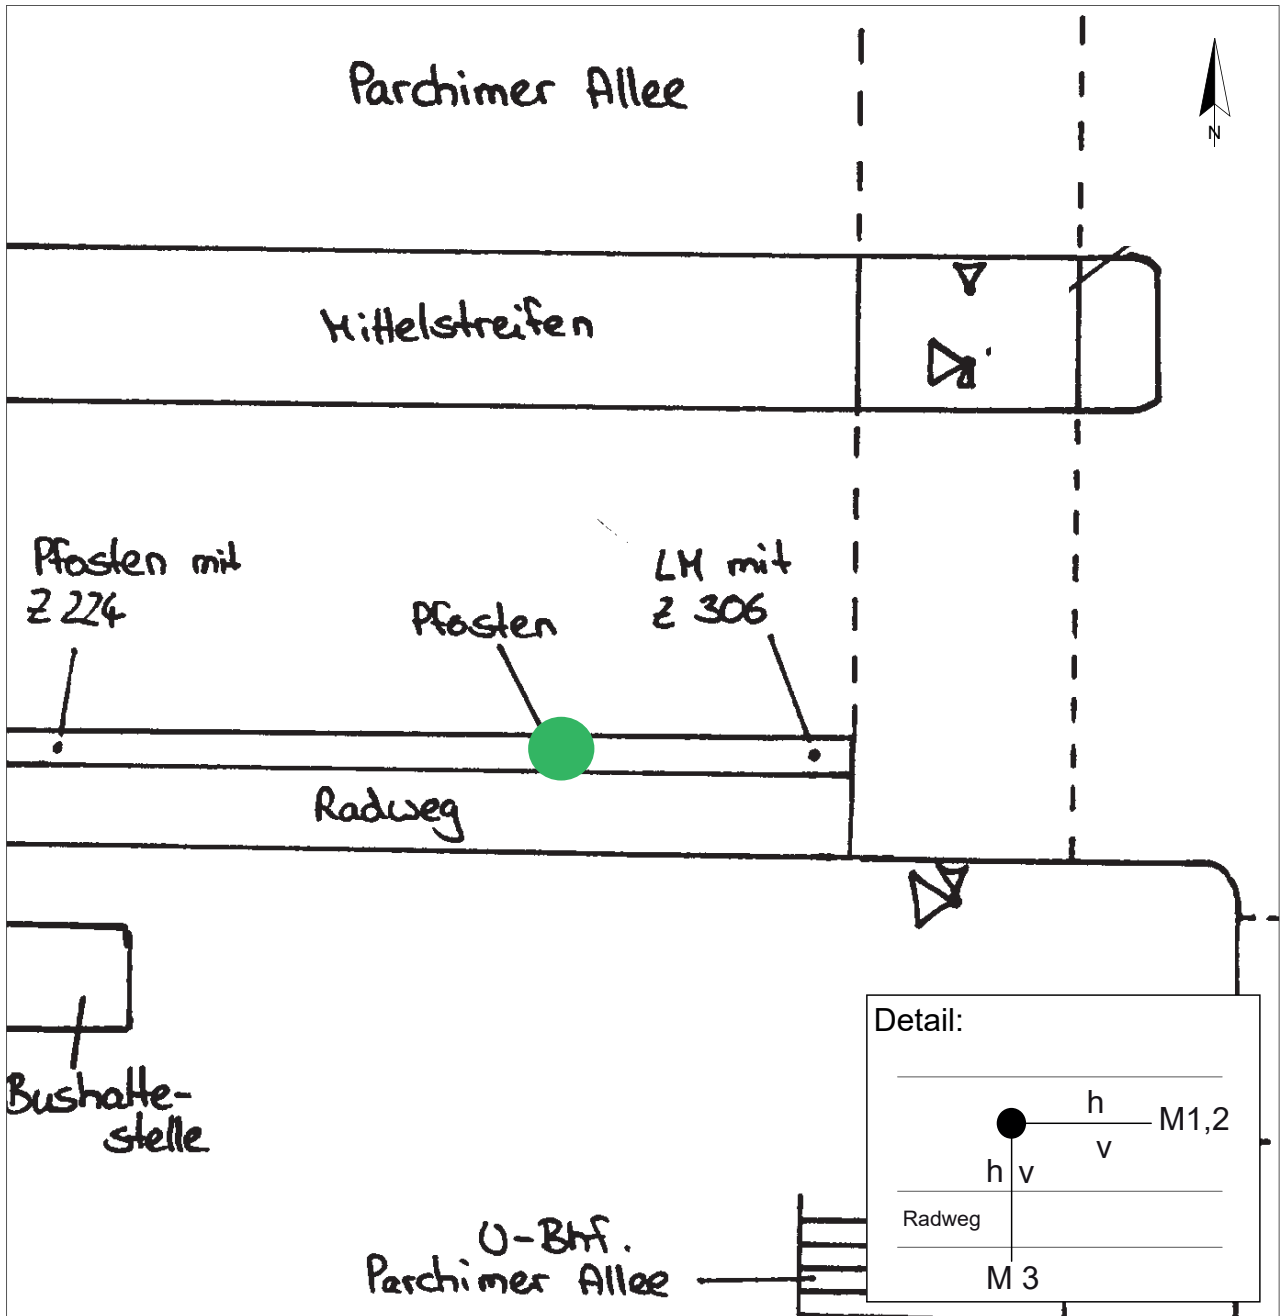 Parchimer Allee
N
Mittelstreifen
Pfosten mit
Z 224
Pfosten
LM mit
Z 306
Radweg
Bushalte-
stelle
U-Bhf.
Parchimer Allee
Detail:
h
M1,2
v
h v
Radweg
M 3